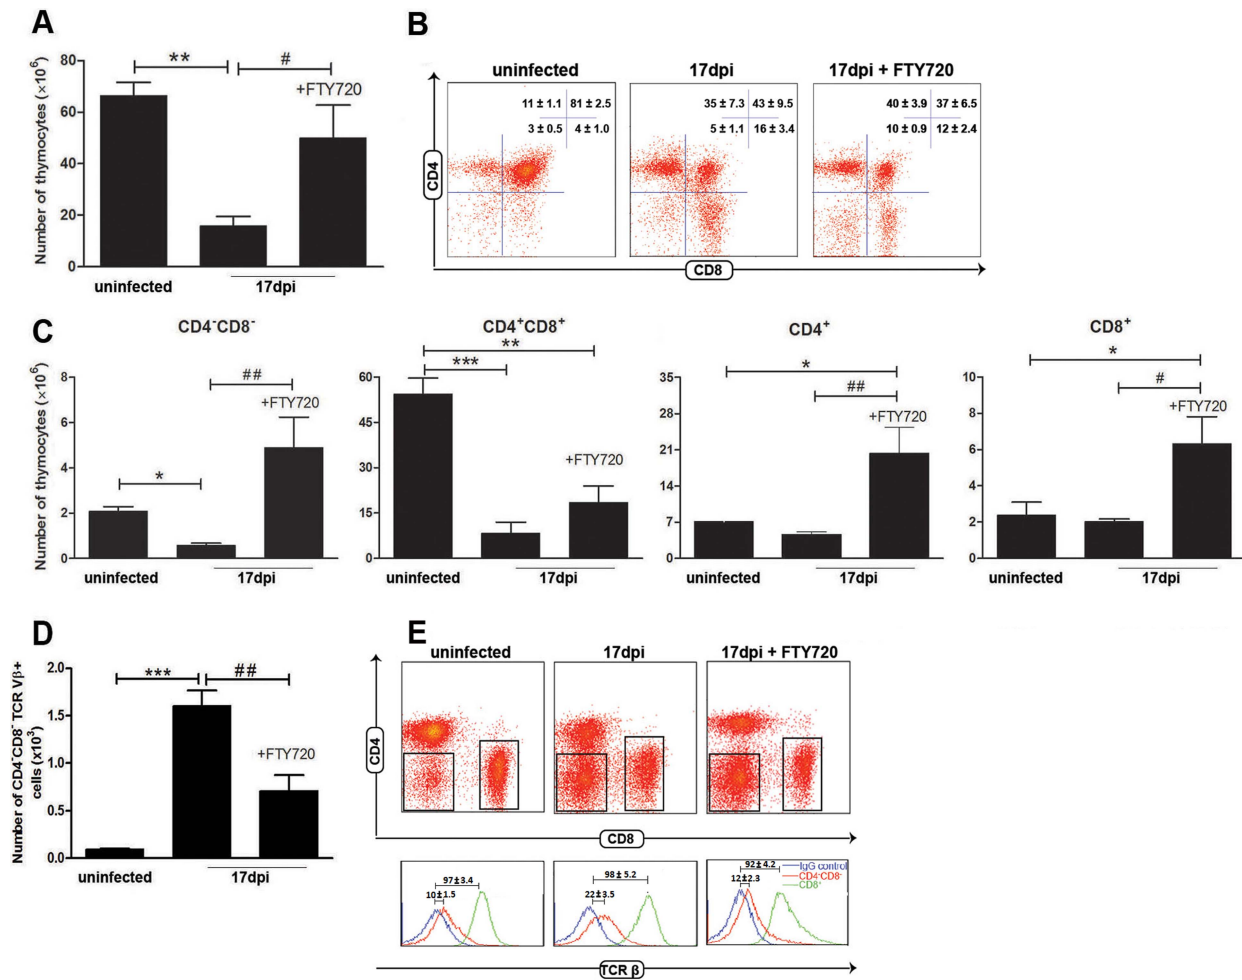 A
Number of thymocytes (×10⁶)
80
60
40
20
0
**
#
+FTY720
uninfected
17dpi
B
uninfected
17dpi
17dpi + FTY720
11 ± 1.1 81 ± 2.5
3 ± 0.5 4 ± 1.0
35 ± 7.3 43 ± 9.5
5 ± 1.1 16 ± 3.4
40 ± 3.9 37 ± 6.5
10 ± 0.9 12 ± 2.4
CD4
CD8
C
Number of thymocytes (×10⁶)
CD4⁻CD8⁻
8
6
4
2
0
*
##
+FTY720
uninfected
17dpi
CD4⁺CD8⁺
60
45
30
15
0
**
***
+FTY720
uninfected
17dpi
CD4⁺
35
28
21
14
7
0
*
##
+FTY720
uninfected
17dpi
CD8⁺
10
8
6
4
2
0
*
#
+FTY720
uninfected
17dpi
D
Number of CD4⁻CD8⁻ TCR Vβ+
cells (x10³)
2.0
1.5
1.0
0.5
0.0
***
##
+FTY720
uninfected
17dpi
E
uninfected
17dpi
17dpi + FTY720
CD4
CD8
97±3.4
10±1.5
98±5.2
22±3.5
92±4.2
12±2.3
IgG control
CD4⁻CD8⁻
CD8⁺
TCR β